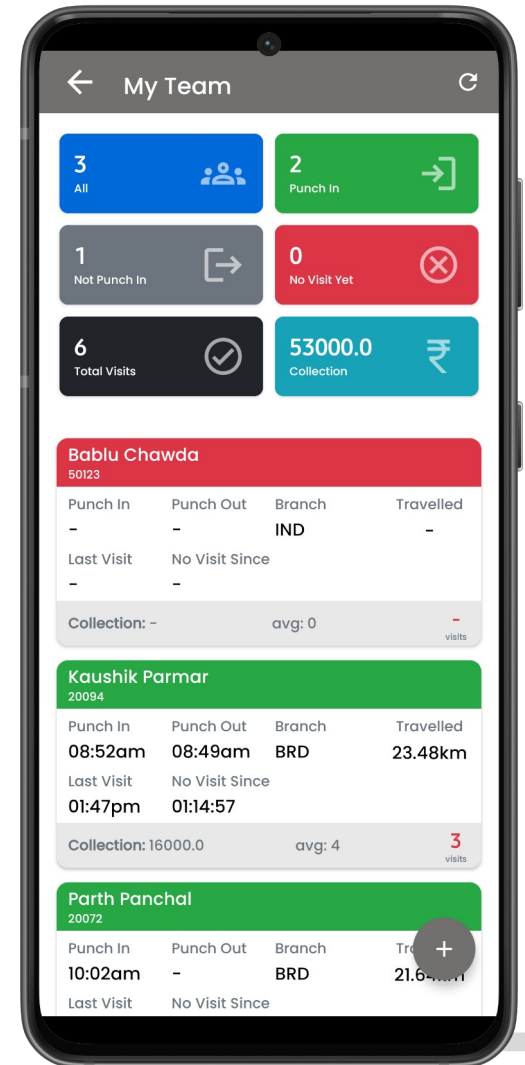 My Team
3
All
2
Punch In
1
Not Punch In
0
No Visit Yet
6
Total Visits
53000.0
Collection
₹
Bablu Chawda
50123
Punch In Punch Out Branch Travelled
- - IND -
Last Visit No Visit Since
- -
Collection: - avg: 0 -
visits
Kaushik Parmar
20094
Punch In Punch Out Branch Travelled
08:52am 08:49am BRD 23.48km
Last Visit No Visit Since
01:47pm 01:14:57
Collection: 16000.0 avg: 4 3
visits
Parth Panchal
20072
Punch In Punch Out Branch
10:02am - BRD
Last Visit No Visit Since
+